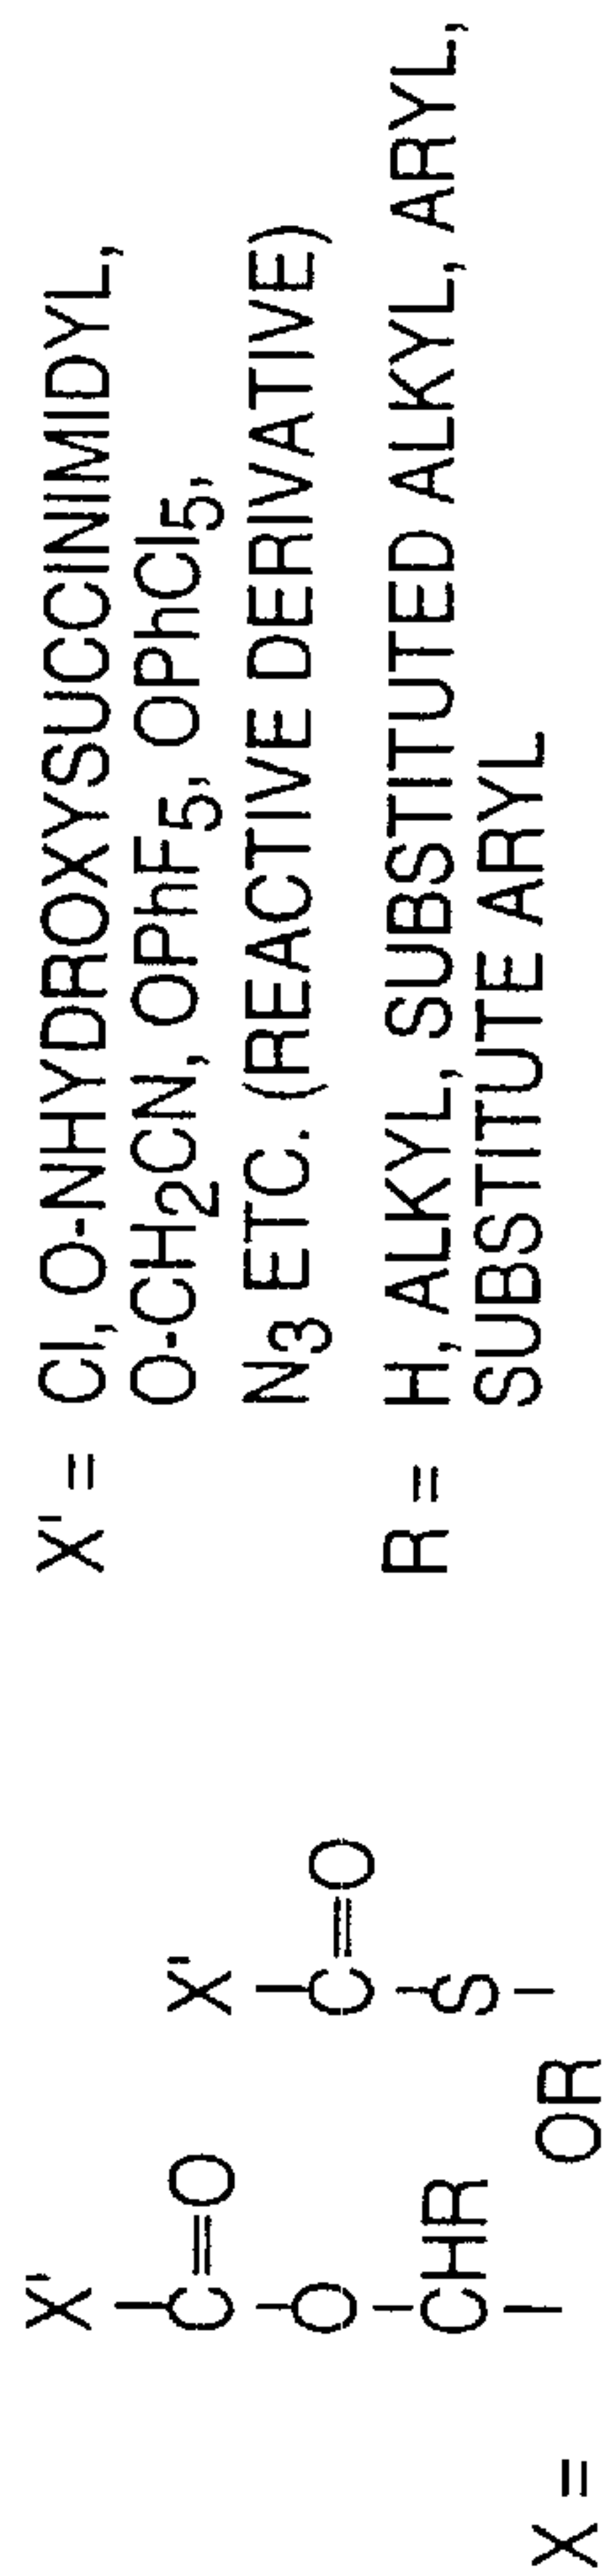 X' = Cl, O-NHYDROXYSUCCINIMIDYL,
O-CH2CN, OPhF5, OPhCl5,
N3 ETC. (REACTIVE DERIVATIVE)
R = H, ALKYL, SUBSTITUTED ALKYL, ARYL,
SUBSTITUTE ARYL
X'
C=O
O
CHR
X'
C=O
S
X = OR